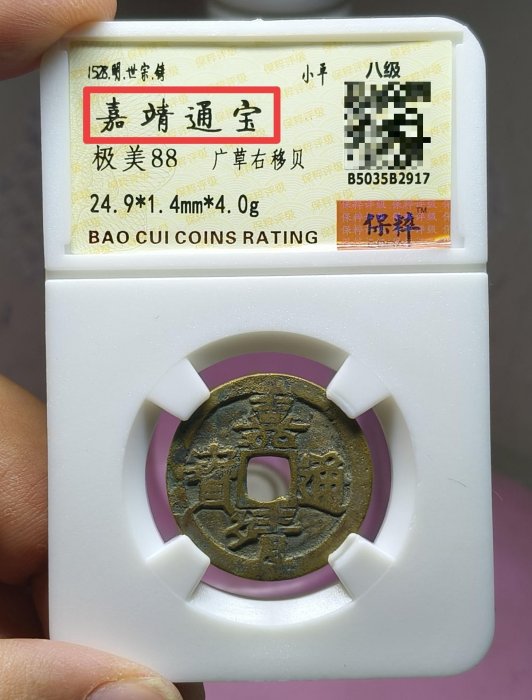 1528.明.世宗.铸 小平 八级
嘉靖通宝
极美88 广草右移贝
B5035B2917
24.9*1.4mm*4.0g
保粹™
BAO CUI COINS RATING
嘉
寳 通
靖